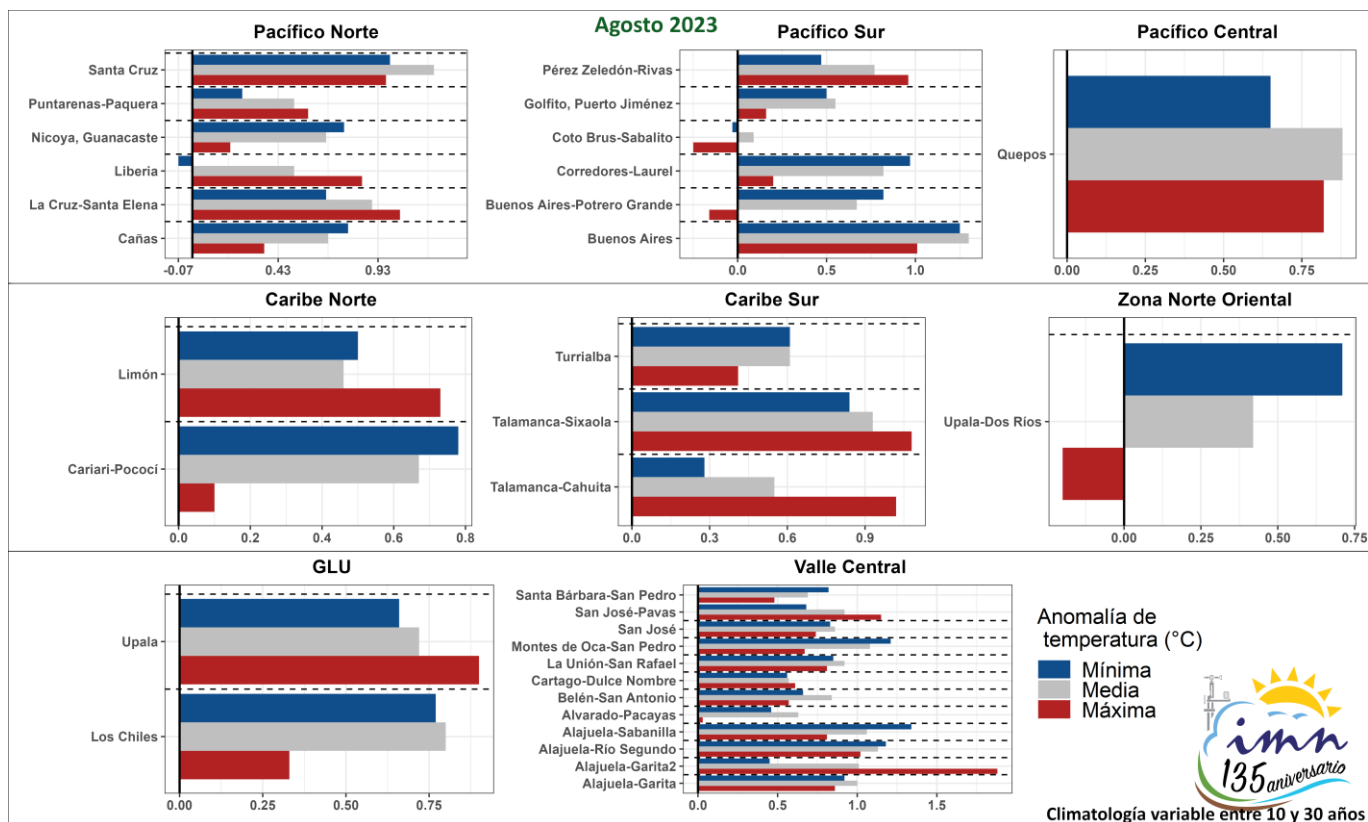 Agosto 2023
Pacífico Norte
Santa Cruz
Puntarenas-Paquera
Nicoya, Guanacaste
Liberia
La Cruz-Santa Elena
Cañas
-0.07 0.43 0.93
Pacífico Sur
Pérez Zeledón-Rivas
Golfito, Puerto Jiménez
Coto Brus-Sabalito
Corredores-Laurel
Buenos Aires-Potrero Grande
Buenos Aires
0.0 0.5 1.0
Pacífico Central
Quepos
0.00 0.25 0.50 0.75
Caribe Norte
Limón
Cariari-Pococí
0.0 0.2 0.4 0.6 0.8
Caribe Sur
Turrialba
Talamanca-Sixaola
Talamanca-Cahuita
0.0 0.3 0.6 0.9
Zona Norte Oriental
Upala-Dos Ríos
0.00 0.25 0.50 0.75
GLU
Upala
Los Chiles
0.00 0.25 0.50 0.75
Valle Central
Santa Bárbara-San Pedro
San José-Pavas
San José
Montes de Oca-San Pedro
La Unión-San Rafael
Cartago-Dulce Nombre
Belén-San Antonio
Alvarado-Pacayas
Alajuela-Sabanilla
Alajuela-Río Segundo
Alajuela-Garita2
Alajuela-Garita
0.0 0.5 1.0 1.5
Anomalía de
temperatura (°C)
Mínima
Media
Máxima
imn
135 aniversario
Climatología variable entre 10 y 30 años